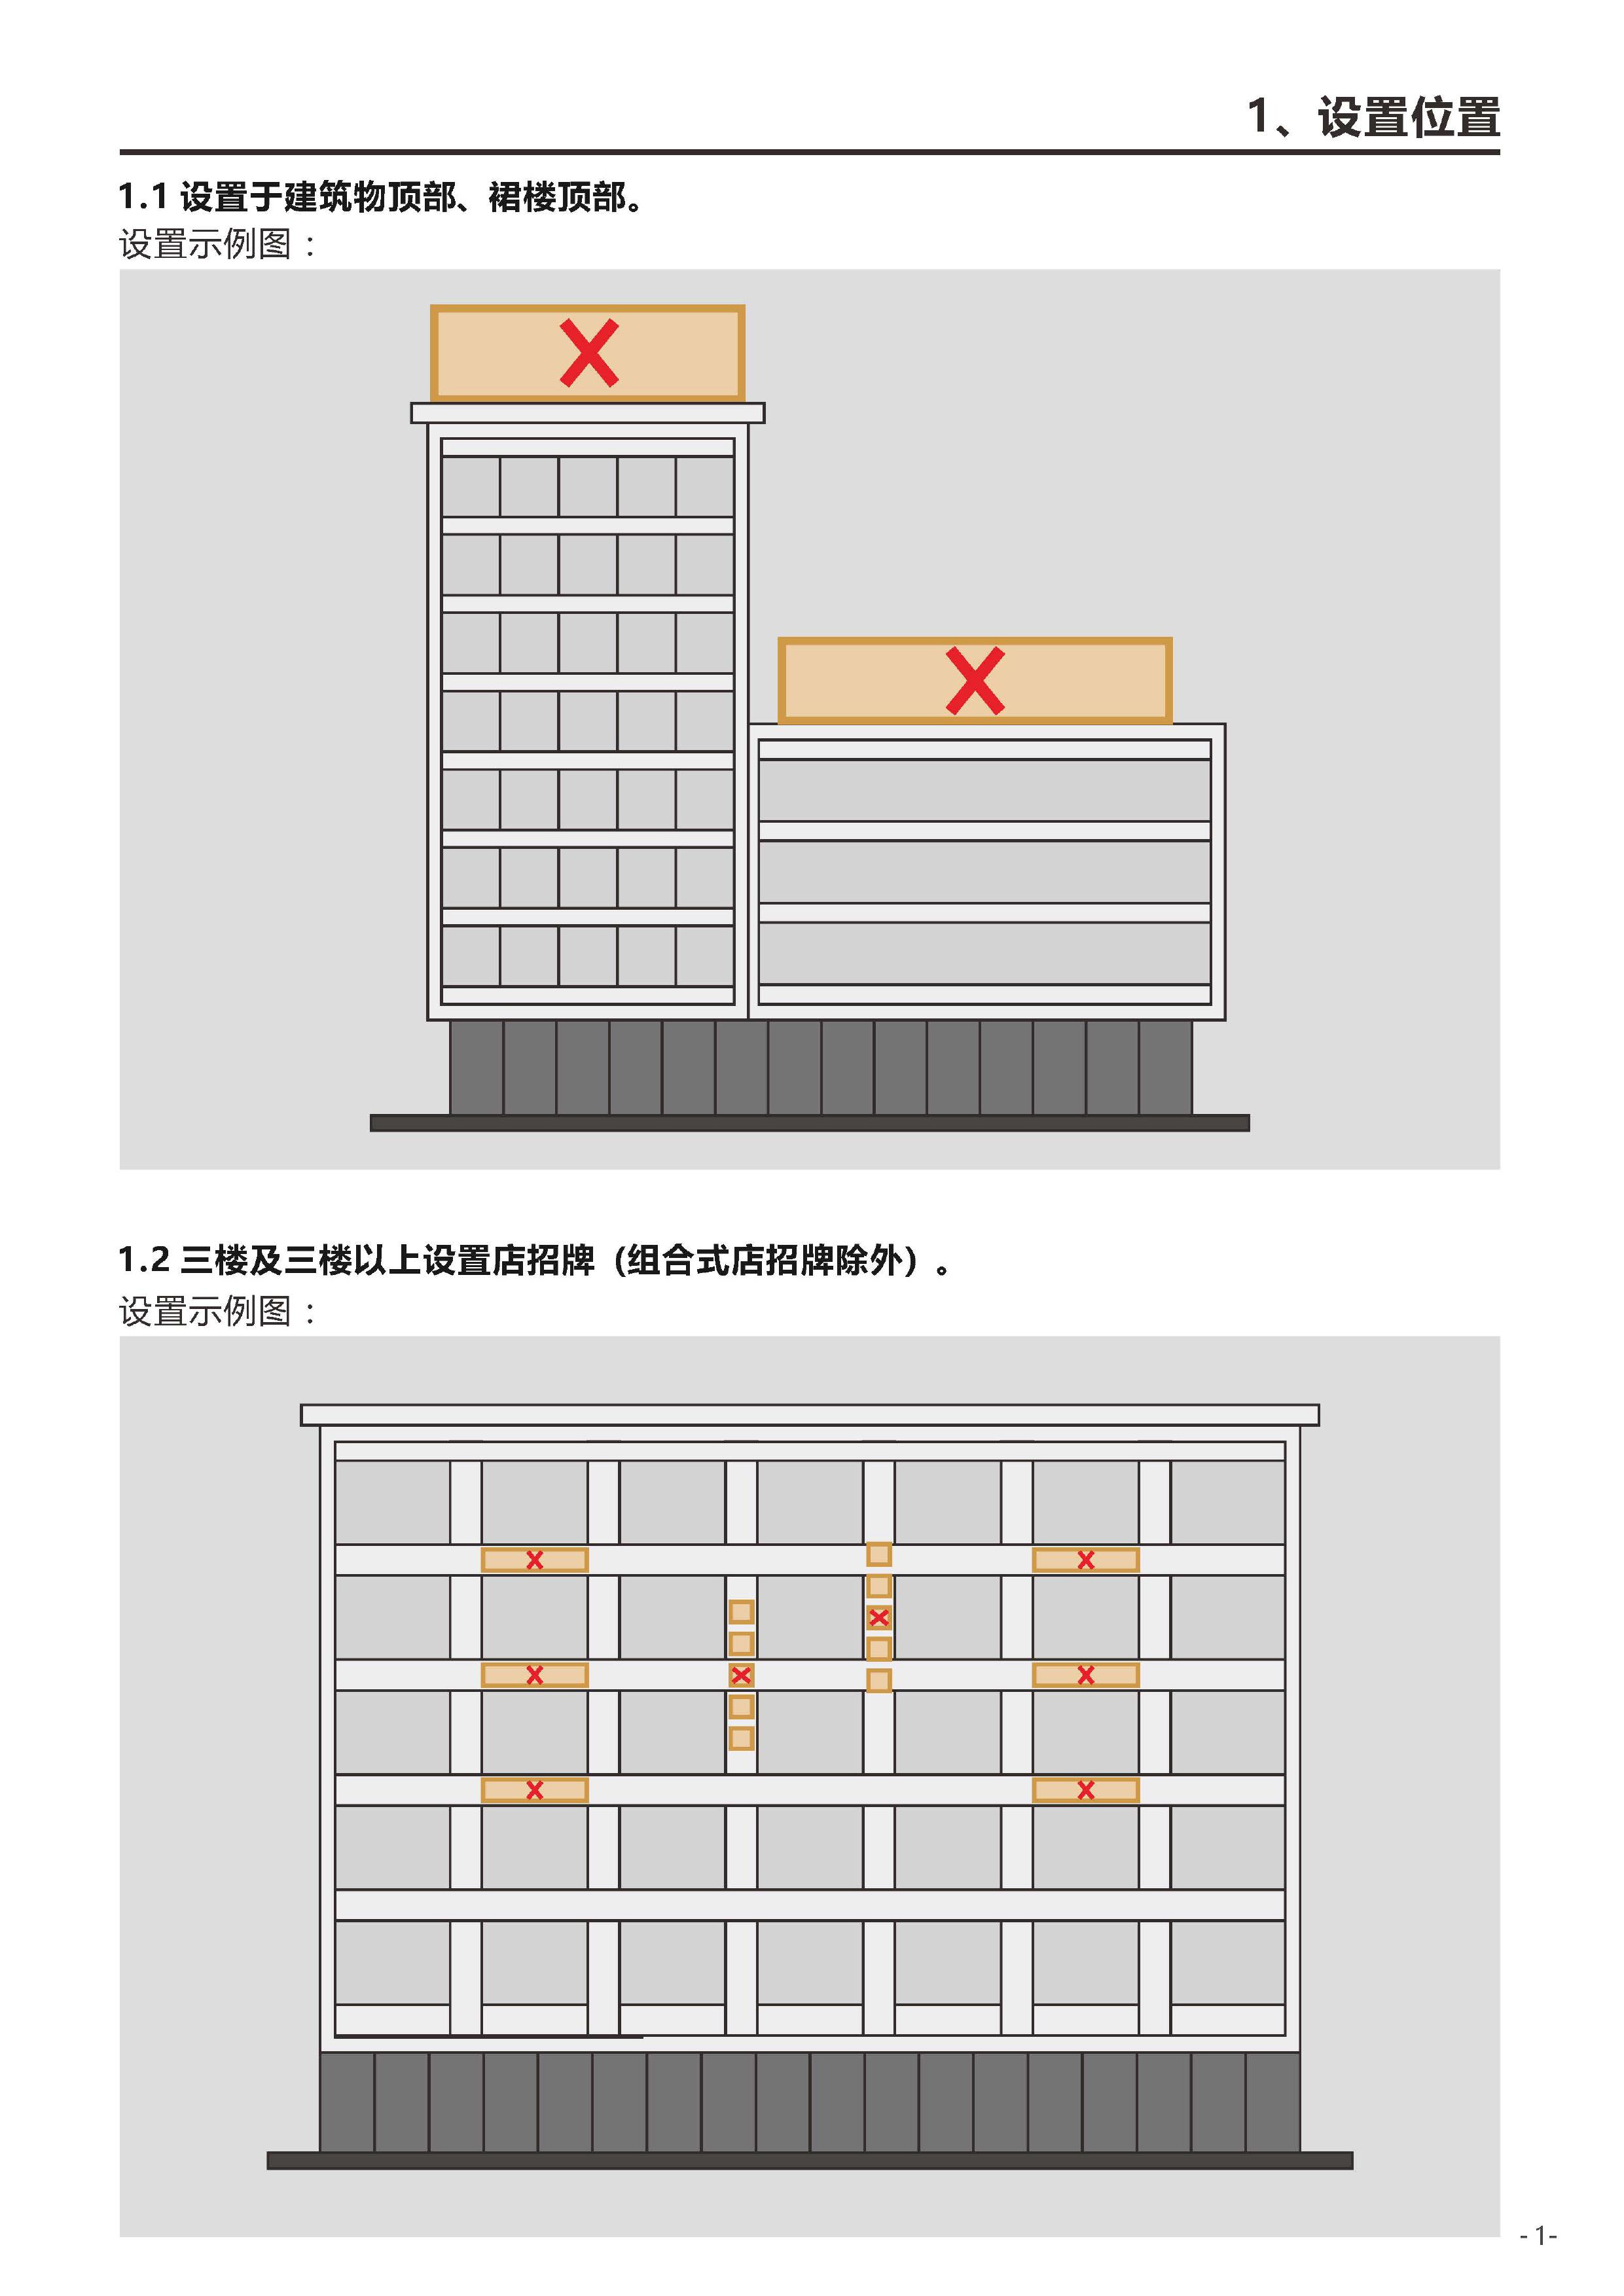 1、设置位置
1.1 设置于建筑物顶部、裙楼顶部。
设置示例图：
1.2 三楼及三楼以上设置店招牌（组合式店招牌除外）。
设置示例图：
- 1-